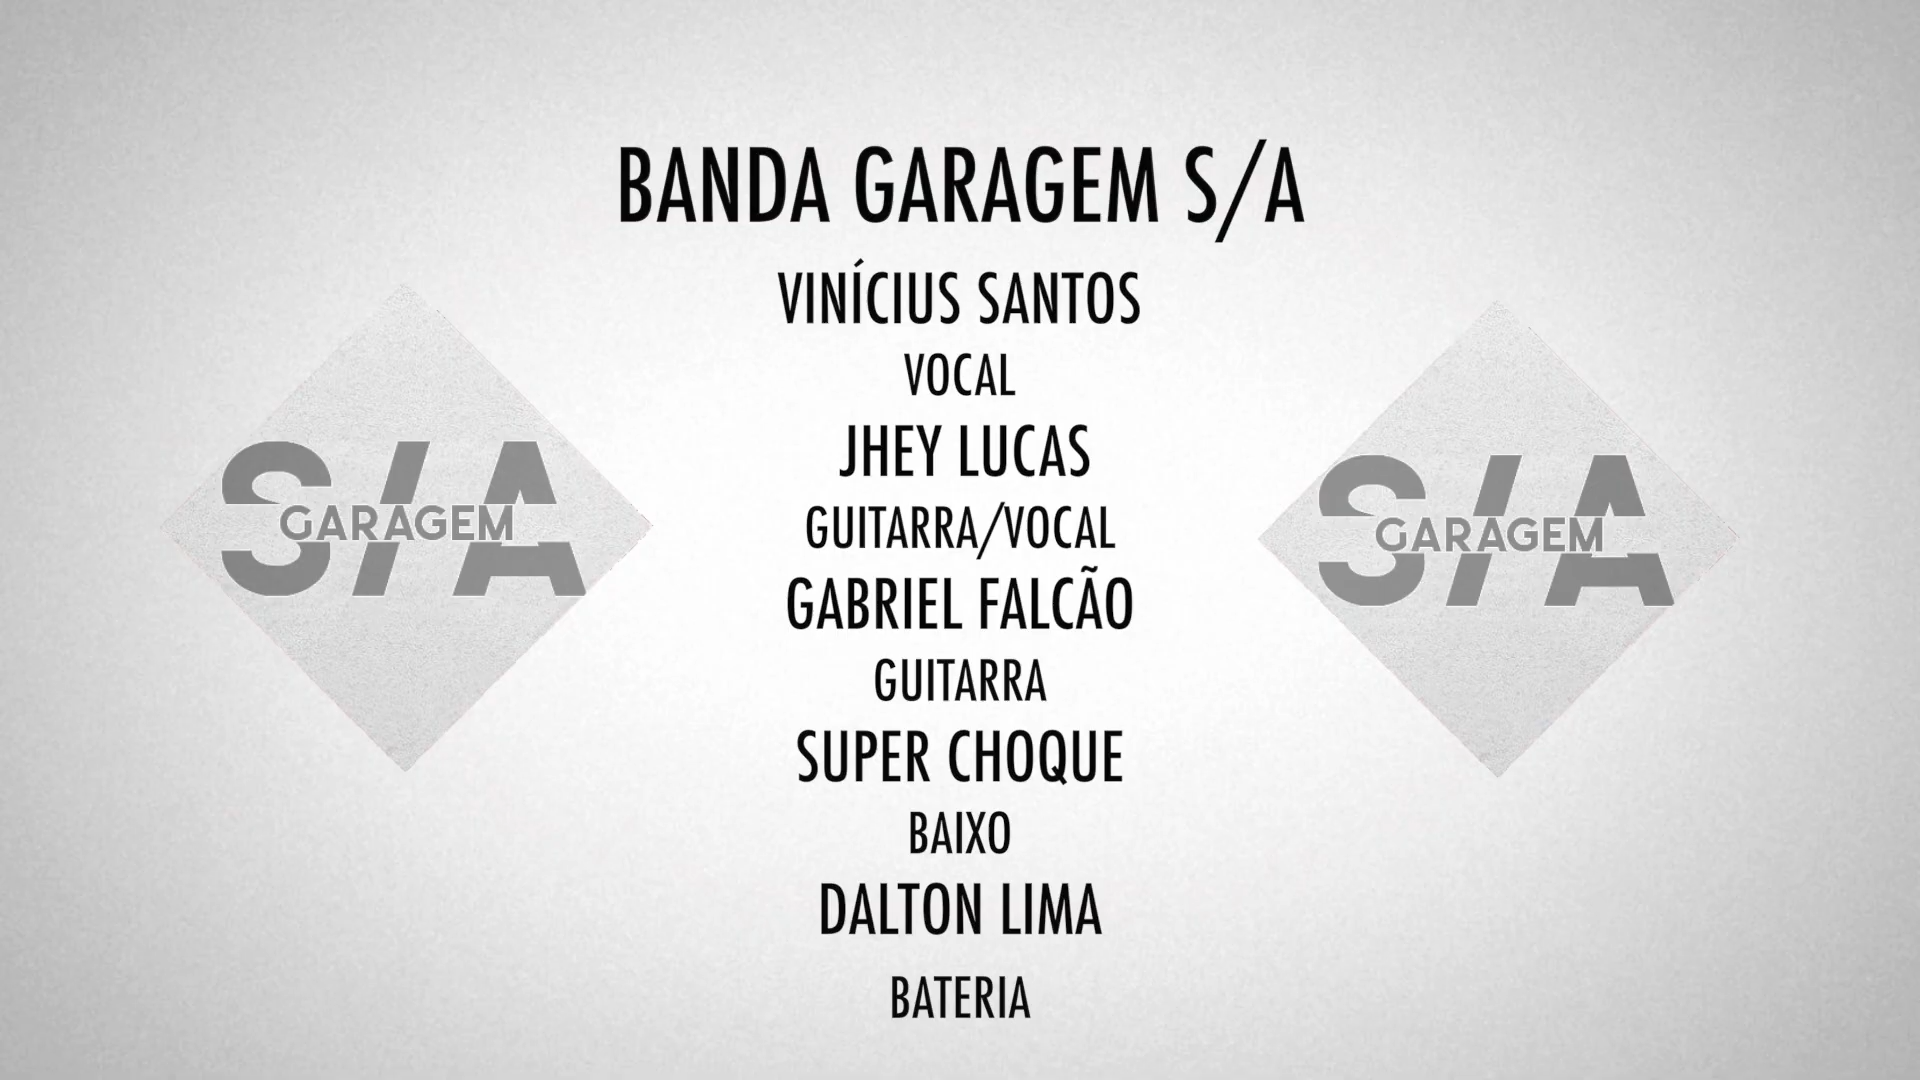 BANDA GARAGEM S/A
VINÍCIUS SANTOS
VOCAL
JHEY LUCAS
GUITARRA/VOCAL
GABRIEL FALCÃO
GUITARRA
SUPER CHOQUE
BAIXO
DALTON LIMA
BATERIA
S/A
GARAGEM
S/A
GARAGEM